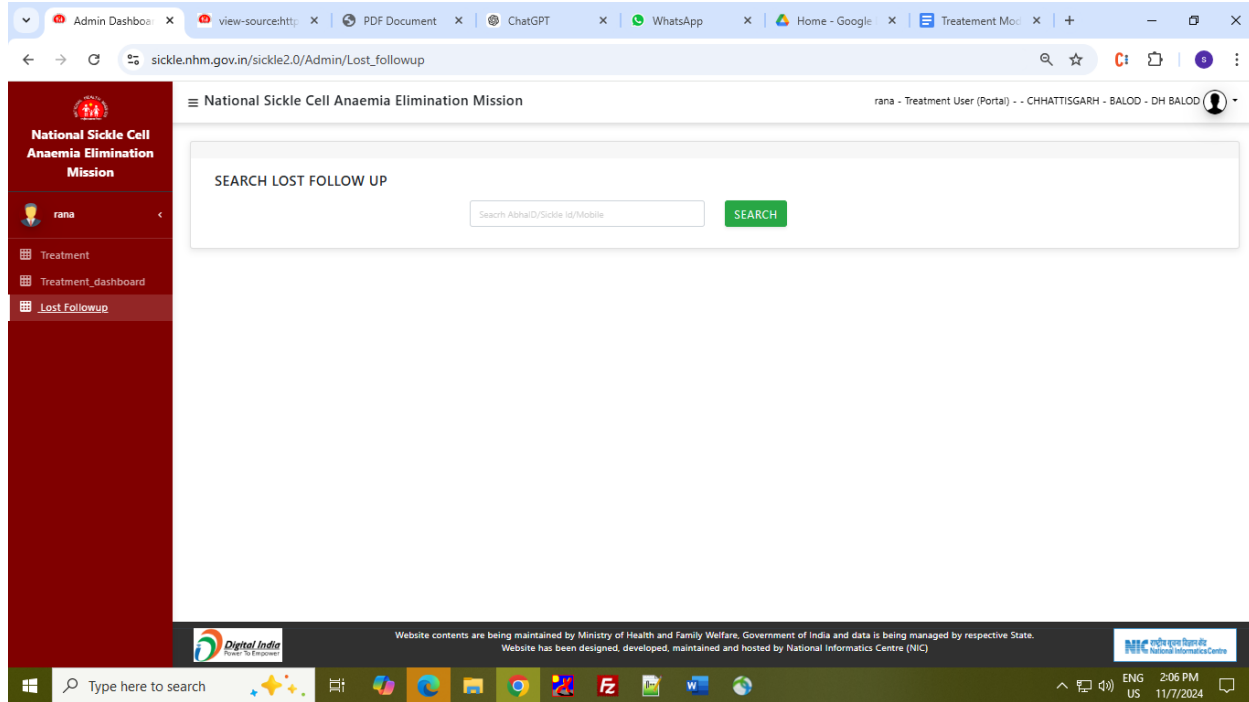 Admin Dashboar
view-source:http
PDF Document
ChatGPT
WhatsApp
Home - Google
Treatement Mod
sickle.nhm.gov.in/sickle2.0/Admin/Lost_followup
National Sickle Cell
Anaemia Elimination
Mission
rana
Treatment
Treatment_dashboard
Lost Followup
National Sickle Cell Anaemia Elimination Mission
rana - Treatment User (Portal) - - CHHATTISGARH - BALOD - DH BALOD
SEARCH LOST FOLLOW UP
Seacrh AbhaID/Sickle Id/Mobile
SEARCH
Digital India
Power To Empower
Website contents are being maintained by Ministry of Health and Family Welfare, Government of India and data is being managed by respective State.
Website has been designed, developed, maintained and hosted by National Informatics Centre (NIC)
NIC
राष्ट्रीय सूचना विज्ञान केंद्र
National Informatics Centre
Type here to search
ENG
US
2:06 PM
11/7/2024